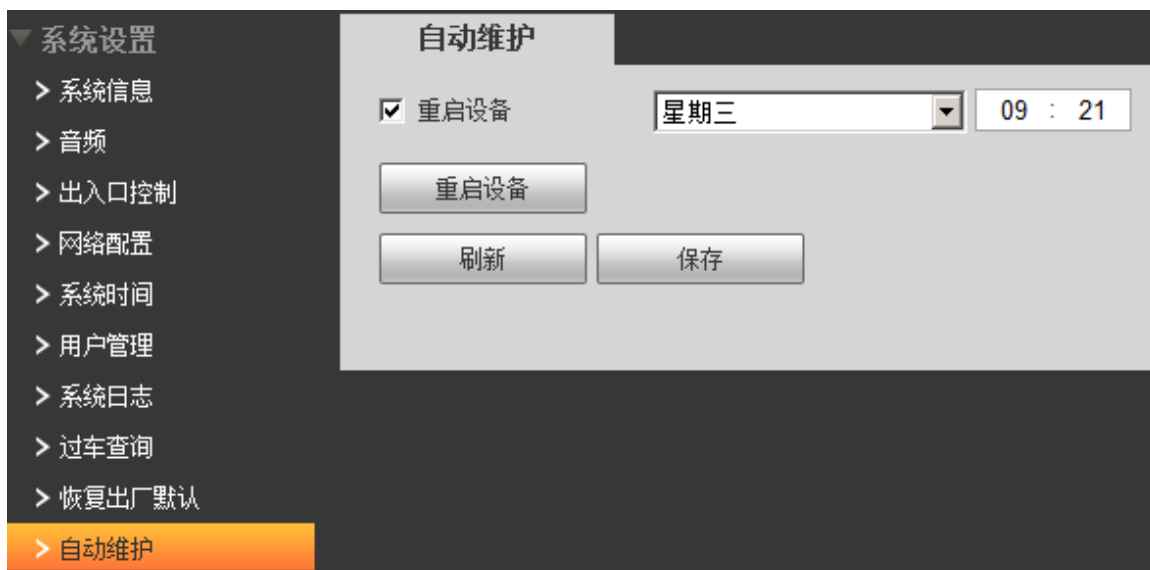 系统设置
系统信息
音频
出入口控制
网络配置
系统时间
用户管理
系统日志
过车查询
恢复出厂默认
自动维护
自动维护
重启设备 星期三 09 : 21
重启设备
刷新 保存